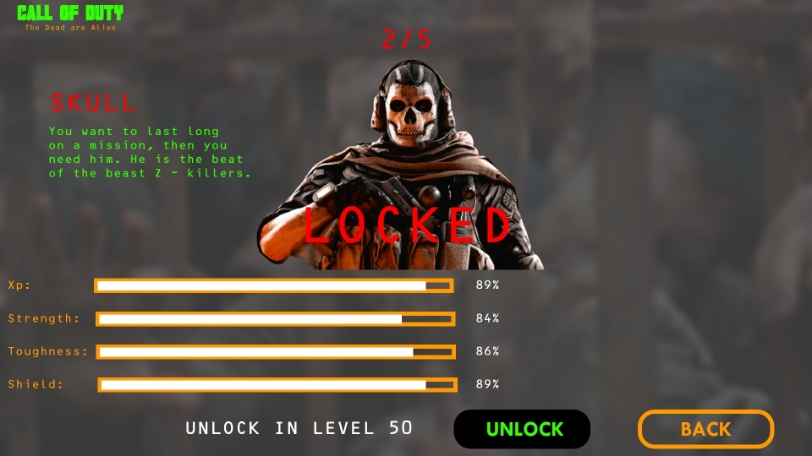 CALL OF DUTY
The Dead are Alive
2/5
SKULL
You want to last long
on a mission, then you
need him. He is the beat
of the beast Z - killers.
LOCKED
Xp: 89%
Strength: 84%
Toughness: 86%
Shield: 89%
UNLOCK IN LEVEL 50
UNLOCK
BACK